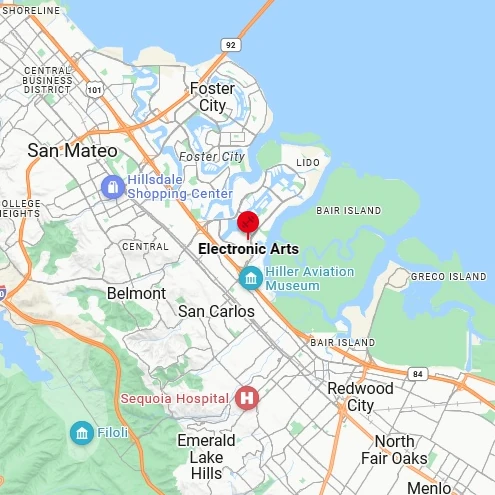 SHORELINE
92
CENTRAL
BUSINESS
DISTRICT
101
Foster
City
San Mateo
Foster City
LIDO
Hillsdale
Shopping Center
COLLEGE
HEIGHTS
BAIR ISLAND
CENTRAL
Electronic Arts
Hiller Aviation
Museum
GRECO ISLAND
Belmont
San Carlos
BAIR ISLAND
84
Redwood
City
Sequoia Hospital
H
Filoli
Emerald
Lake
Hills
North
Fair Oaks
Menlo